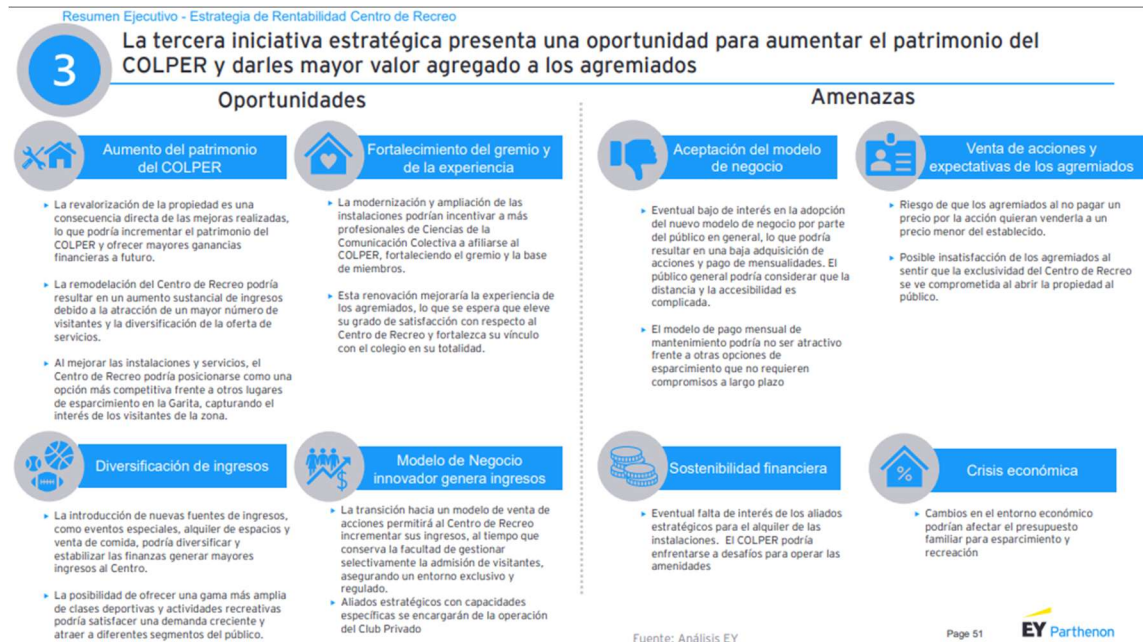 Resumen Ejecutivo - Estrategia de Rentabilidad Centro de Recreo
3
La tercera iniciativa estratégica presenta una oportunidad para aumentar el patrimonio del
COLPER y darles mayor valor agregado a los agremiados
Oportunidades
Aumento del patrimonio
del COLPER
▸ La revalorización de la propiedad es una
consecuencia directa de las mejoras realizadas,
lo que podría incrementar el patrimonio del
COLPER y ofrecer mayores ganancias
financieras a futuro.
▸ La remodelación del Centro de Recreo podría
resultar en un aumento sustancial de ingresos
debido a la atracción de un mayor número de
visitantes y la diversificación de la oferta de
servicios.
▸ Al mejorar las instalaciones y servicios, el
Centro de Recreo podría posicionarse como una
opción más competitiva frente a otros lugares
de esparcimiento en la Garita, capturando el
interés de los visitantes de la zona.
Fortalecimiento del gremio y
de la experiencia
▸ La modernización y ampliación de las
instalaciones podrían incentivar a más
profesionales de Ciencias de la
Comunicación Colectiva a afiliarse al
COLPER, fortaleciendo el gremio y la base
de miembros.
▸ Esta renovación mejoraría la experiencia de
los agremiados, lo que se espera que eleve
su grado de satisfacción con respecto al
Centro de Recreo y fortalezca su vínculo
con el colegio en su totalidad.
Diversificación de ingresos
▸ La introducción de nuevas fuentes de ingresos,
como eventos especiales, alquiler de espacios y
venta de comida, podría diversificar y
estabilizar las finanzas generar mayores
ingresos al Centro.
▸ La posibilidad de ofrecer una gama más amplia
de clases deportivas y actividades recreativas
podría satisfacer una demanda creciente y
atraer a diferentes segmentos del público.
$
Modelo de Negocio
innovador genera ingresos
▸ La transición hacia un modelo de venta de
acciones permitirá al Centro de Recreo
incrementar sus ingresos, al tiempo que
conserva la facultad de gestionar
selectivamente la admisión de visitantes,
asegurando un entorno exclusivo y
regulado.
▸ Aliados estratégicos con capacidades
específicas se encargarán de la operación
del Club Privado
Amenazas
Aceptación del modelo
de negocio
▸ Eventual bajo de interés en la adopción
del nuevo modelo de negocio por parte
del público en general, lo que podría
resultar en una baja adquisición de
acciones y pago de mensualidades. El
público general podría considerar que la
distancia y la accesibilidad es
complicada.
▸ El modelo de pago mensual de
mantenimiento podría no ser atractivo
frente a otras opciones de
esparcimiento que no requieren
compromisos a largo plazo
Venta de acciones y
expectativas de los agremiados
▸ Riesgo de que los agremiados al no pagar un
precio por la acción quieran venderla a un
precio menor del establecido.
▸ Posible insatisfacción de los agremiados al
sentir que la exclusividad del Centro de Recreo
se ve comprometida al abrir la propiedad al
público.
Sostenibilidad financiera
▸ Eventual falta de interés de los aliados
estratégicos para el alquiler de las
instalaciones. El COLPER podría
enfrentarse a desafíos para operar las
amenidades
%
Crisis económica
▸ Cambios en el entorno económico
podrían afectar el presupuesto
familiar para esparcimiento y
recreación
Fuente: Análisis EY
Page 51
EY Parthenon